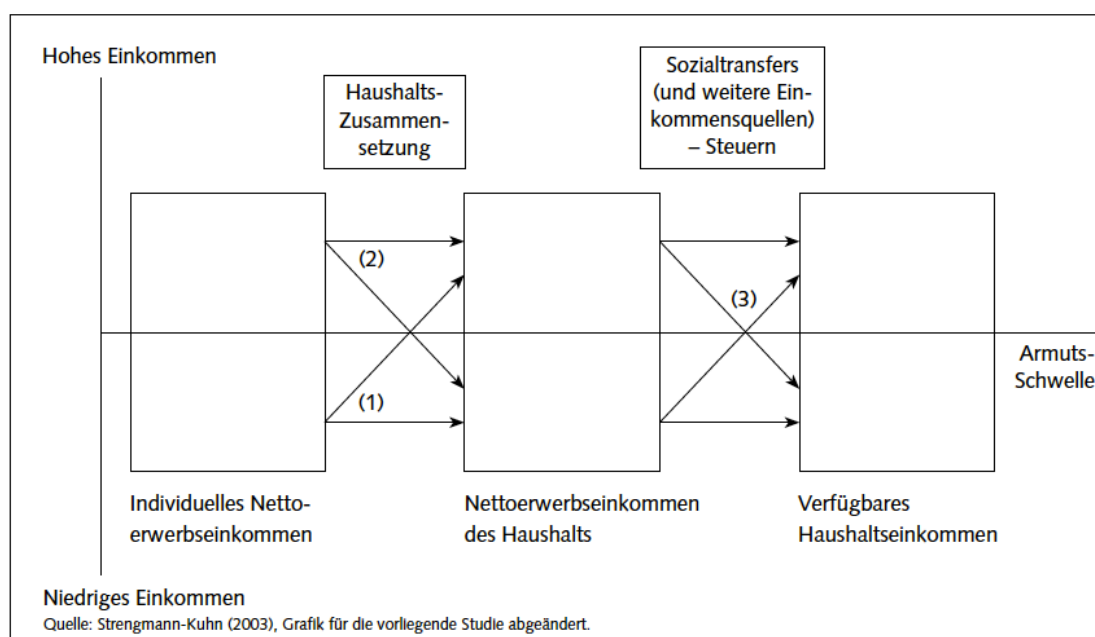 Hohes Einkommen
Haushalts-
Zusammen-
setzung
Sozialtransfers
(und weitere Ein-
kommensquellen)
– Steuern
(2)
(3)
(1)
Armuts-
Schwelle
Individuelles Netto-
erwerbseinkommen
Nettoerwerbseinkommen
des Haushalts
Verfügbares
Haushaltseinkommen
Niedriges Einkommen
Quelle: Strengmann-Kuhn (2003), Grafik für die vorliegende Studie abgeändert.